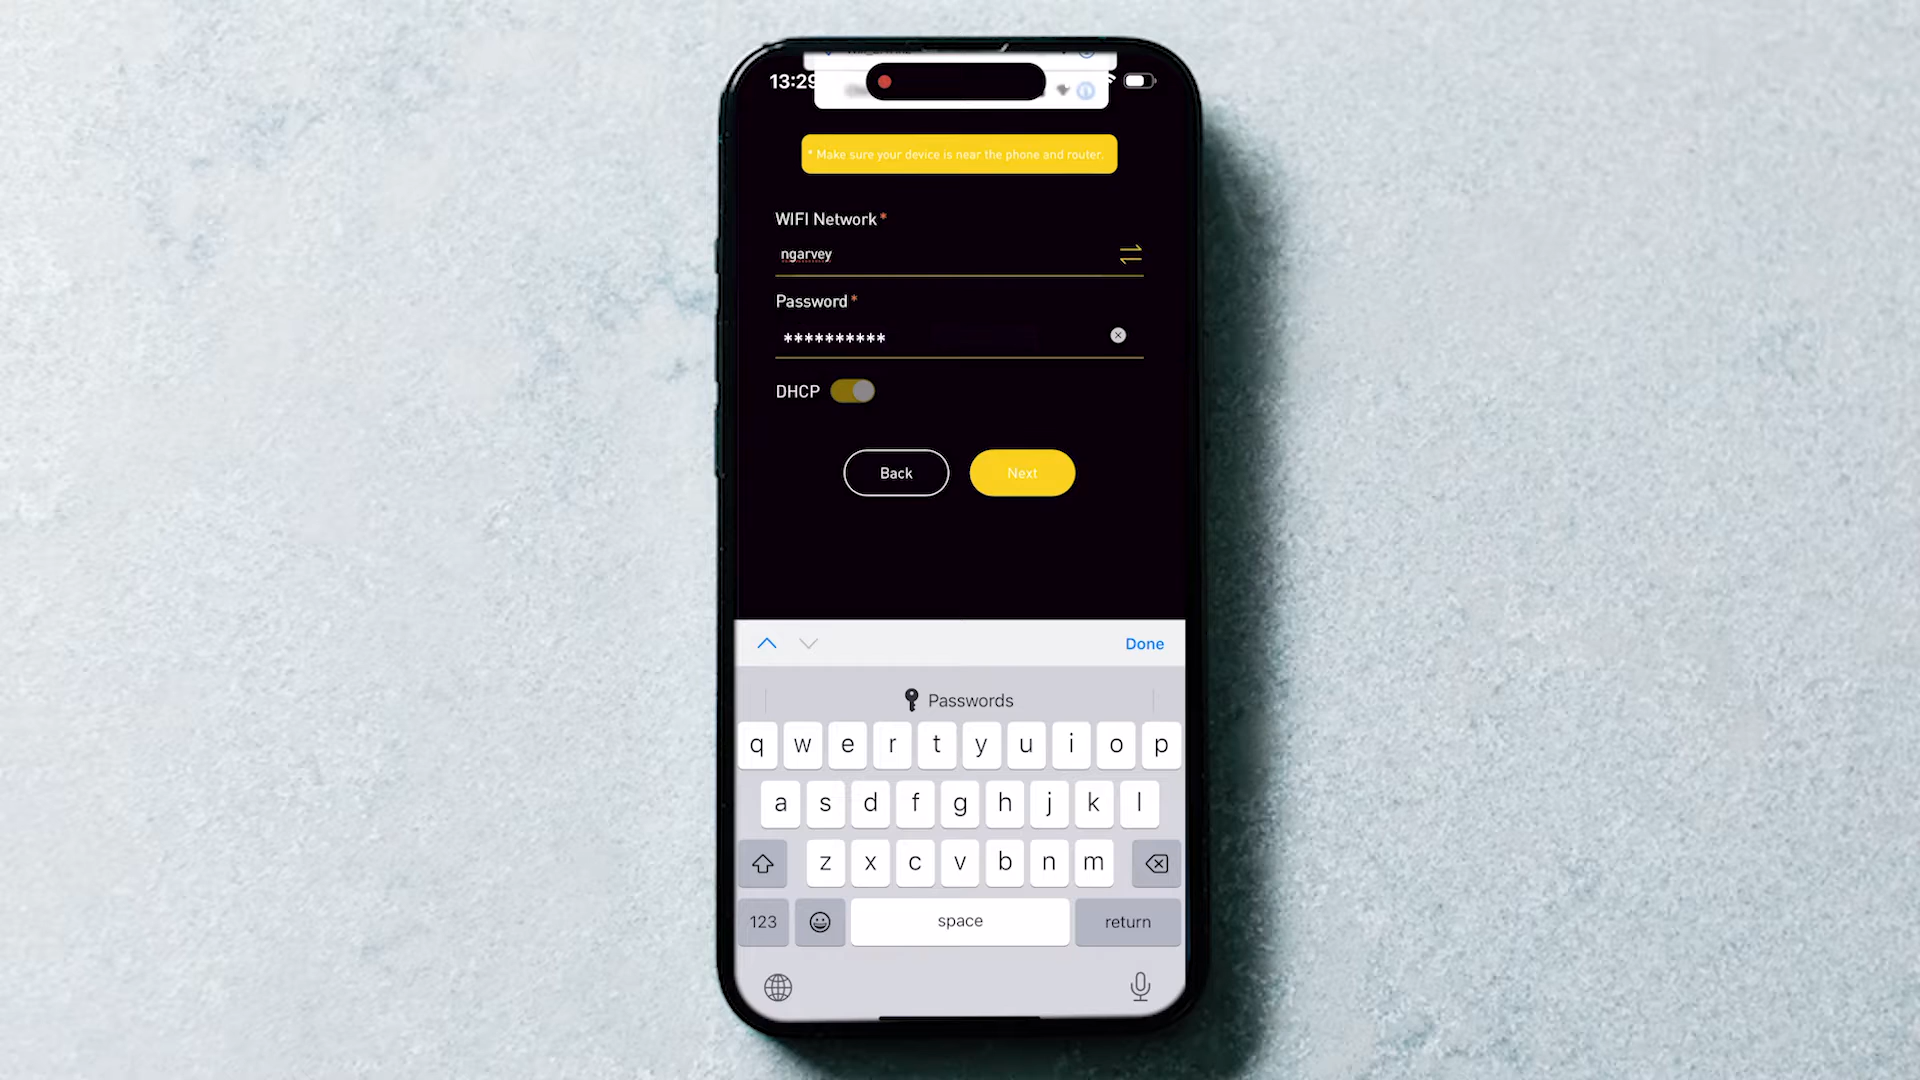 13:29
* Make sure your device is near the phone and router.
WIFI Network *
ngarvey
Password *
**********
DHCP
Back Next
Done
Passwords
q w e r t y u i o p
a s d f g h j k l
z x c v b n m
123 space return